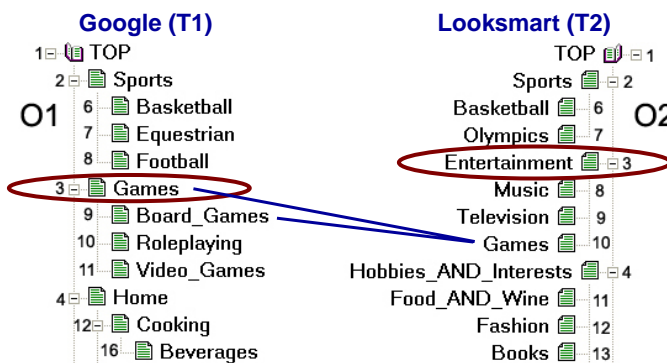 Google (T1)
Looksmart (T2)
1 TOP
2 Sports
O1
6 Basketball
7 Equestrian
8 Football
3 Games
9 Board_Games
10 Roleplaying
11 Video_Games
4 Home
12 Cooking
16 Beverages
TOP 1
Sports 2
O2
Basketball 6
Olympics 7
Entertainment 3
Music 8
Television 9
Games 10
Hobbies_AND_Interests 4
Food_AND_Wine 11
Fashion 12
Books 13